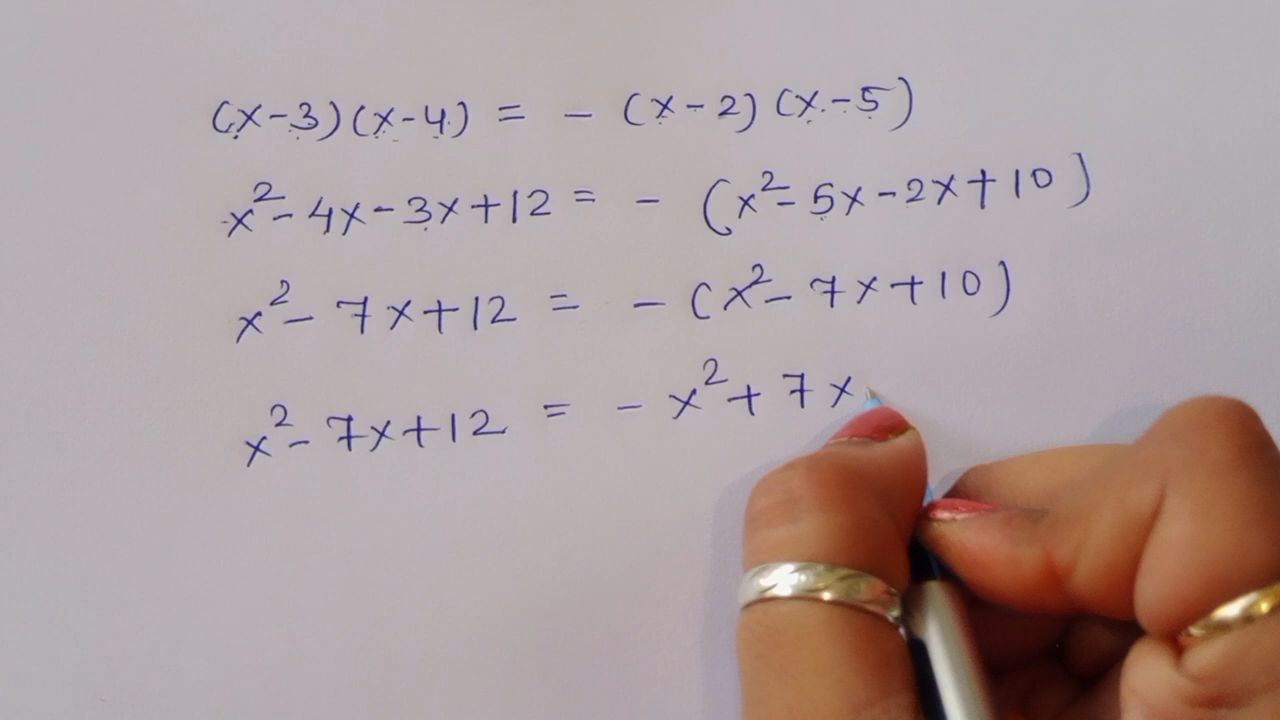 (x-3)(x-4) = - (x-2)(x-5)
x²-4x-3x+12 = - (x²-5x-2x+10)
x²-7x+12 = - (x²-7x+10)
x²-7x+12 = -x²+7x